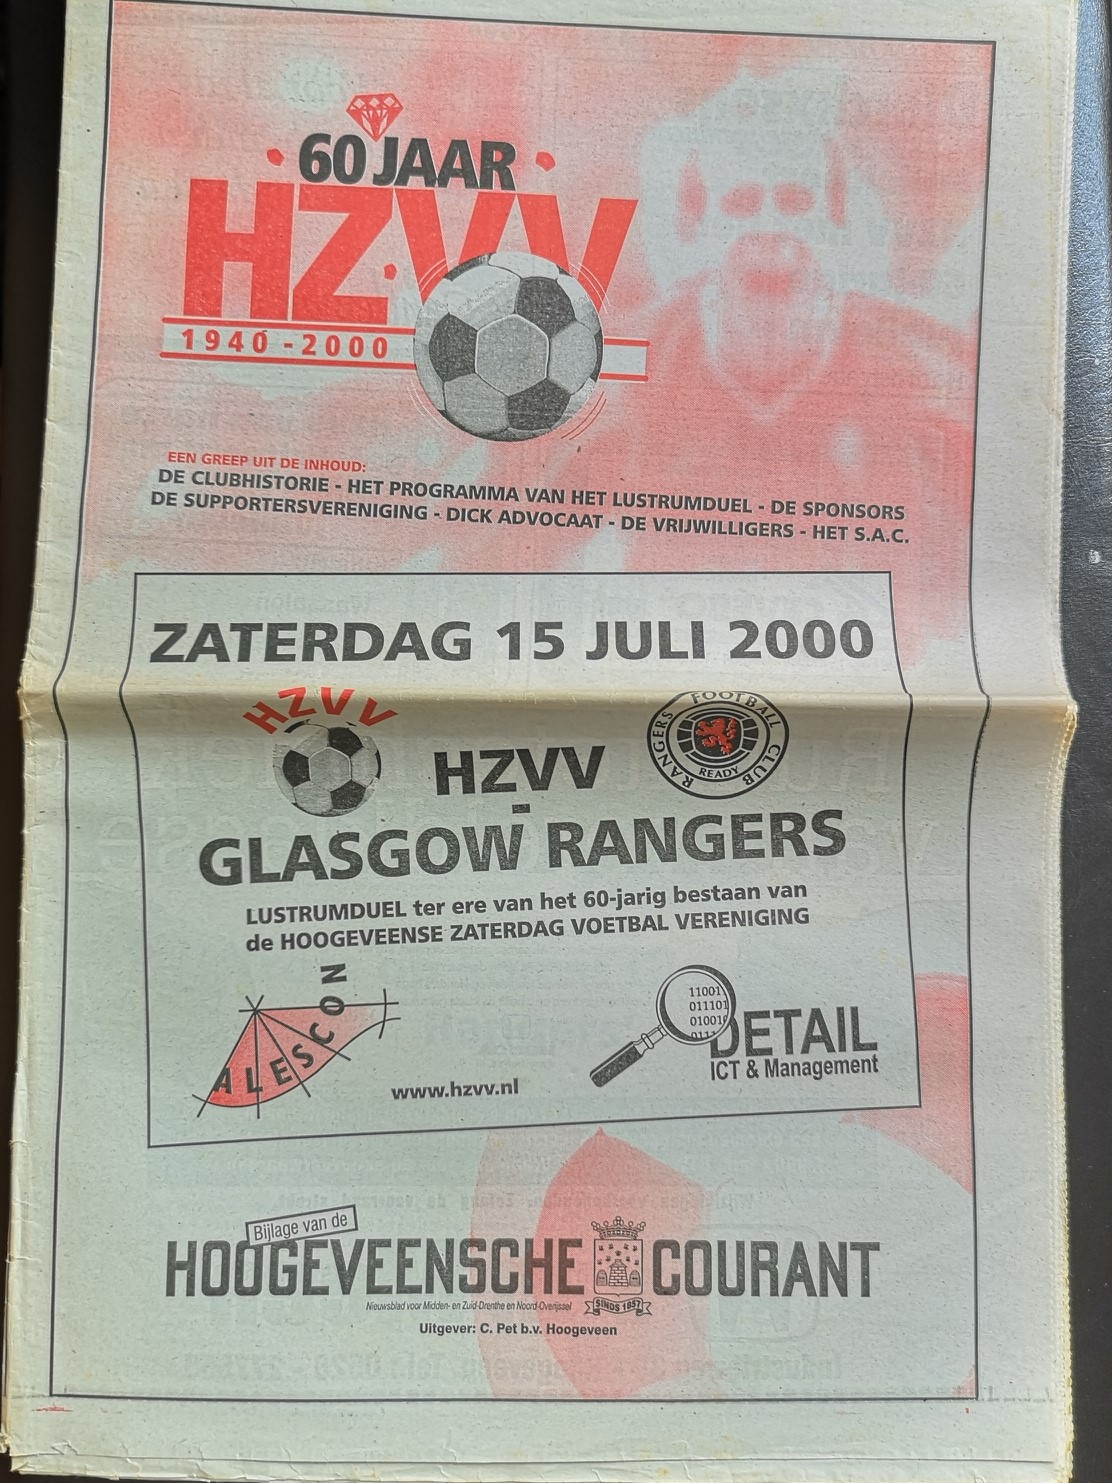 60 JAAR
HZVV
1940 - 2000
EEN GREEP UIT DE INHOUD:
DE CLUBHISTORIE - HET PROGRAMMA VAN HET LUSTRUMDUEL - DE SPONSORS
DE SUPPORTERSVERENIGING - DICK ADVOCAAT - DE VRIJWILLIGERS - HET S.A.C.
ZATERDAG 15 JULI 2000
HZVV
RANGERS FOOTBALL CLUB
READY
HZVV
-
GLASGOW RANGERS
LUSTRUMDUEL ter ere van het 60-jarig bestaan van
de HOOGEVEENSE ZATERDAG VOETBAL VERENIGING
ALESCON
www.hzvv.nl
11001
011101
01001
011
DETAIL
ICT & Management
Bijlage van de
HOOGEVEENSCHE COURANT
Nieuwsblad voor Midden- en Zuid-Drenthe en Noord-Overijssel
SINDS 1857
Uitgever: C. Pet b.v. Hoogeveen